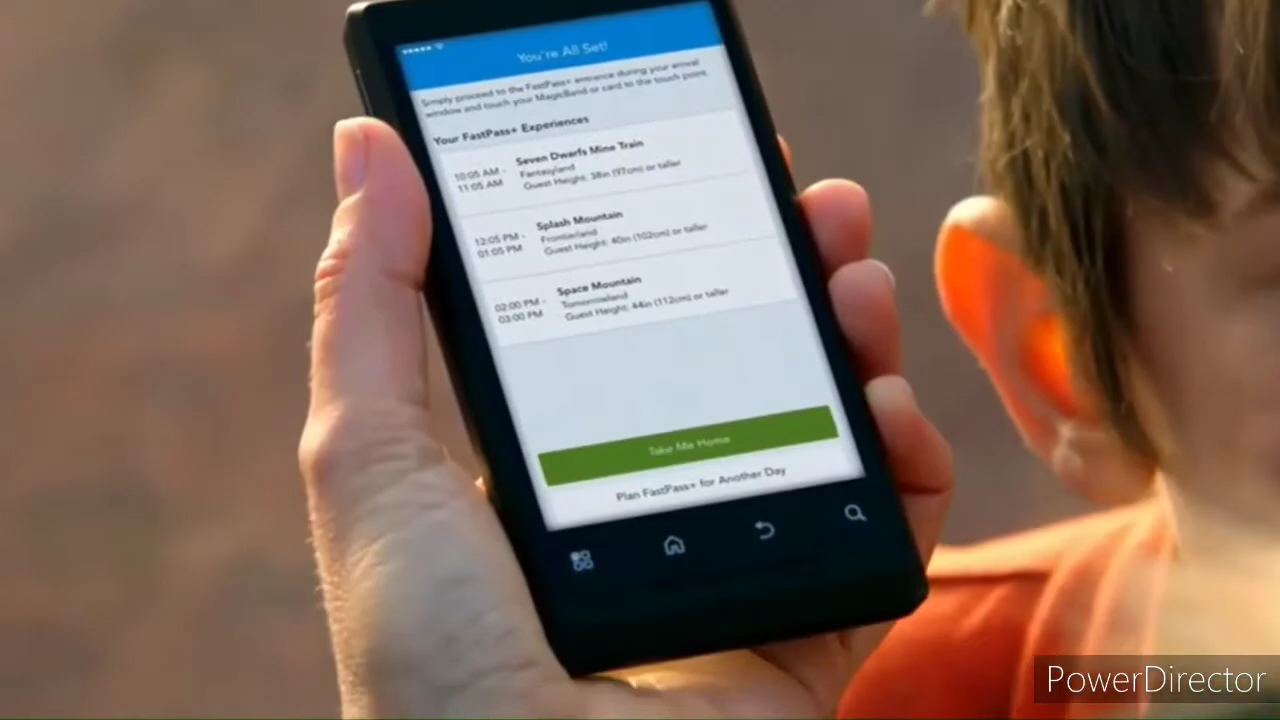 You're All Set!
Simply proceed to the FastPass+ entrance during your arrival
window and touch your MagicBand or card to the touch point.
Your FastPass+ Experiences
10:05 AM - 11:05 AM
Seven Dwarfs Mine Train
Fantasyland
Guest Height: 38in (97cm) or taller
12:05 PM - 01:05 PM
Splash Mountain
Frontierland
Guest Height: 40in (102cm) or taller
02:00 PM - 03:00 PM
Space Mountain
Tomorrowland
Guest Height: 44in (112cm) or taller
Take Me Home
Plan FastPass+ for Another Day
PowerDirector